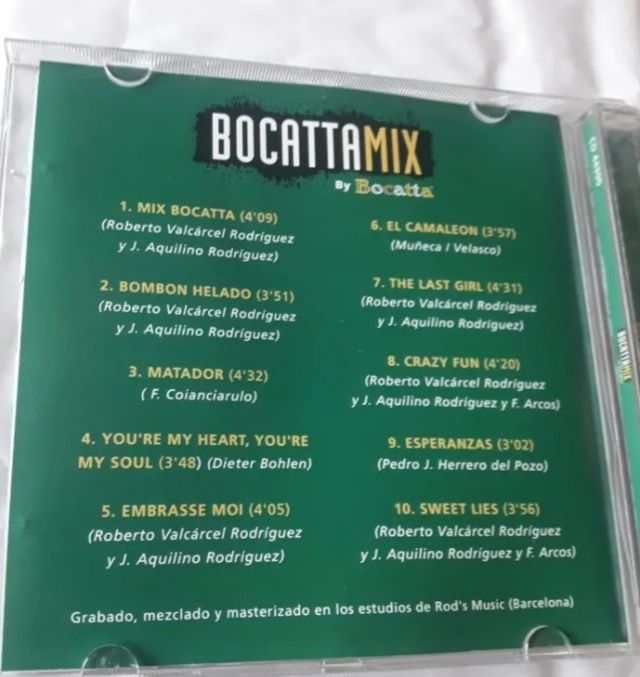 BOCATTAMIX
By Bocatta
1. MIX BOCATTA (4'09)
(Roberto Valcárcel Rodríguez
y J. Aquilino Rodríguez)
2. BOMBON HELADO (3'51)
(Roberto Valcárcel Rodríguez
y J. Aquilino Rodríguez)
3. MATADOR (4'32)
( F. Coianciarulo)
4. YOU'RE MY HEART, YOU'RE
MY SOUL (3'48) (Dieter Bohlen)
5. EMBRASSE MOI (4'05)
(Roberto Valcárcel Rodríguez
y J. Aquilino Rodríguez)
6. EL CAMALEON (3'57)
(Muñeca / Velasco)
7. THE LAST GIRL (4'31)
(Roberto Valcárcel Rodríguez
y J. Aquilino Rodríguez)
8. CRAZY FUN (4'20)
(Roberto Valcárcel Rodríguez
y J. Aquilino Rodríguez y F. Arcos)
9. ESPERANZAS (3'02)
(Pedro J. Herrero del Pozo)
10. SWEET LIES (3'56)
(Roberto Valcárcel Rodríguez
y J. Aquilino Rodríguez y F. Arcos)
Grabado, mezclado y masterizado en los estudios de Rod's Music (Barcelona)
CD
BOCATTAMIX